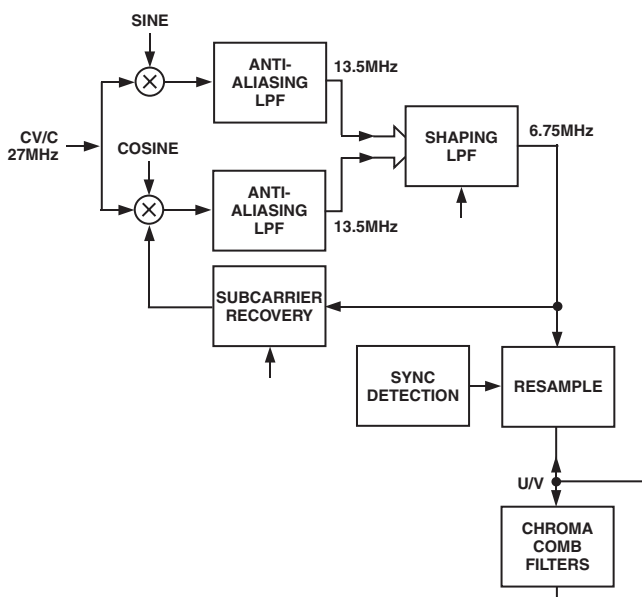 SINE
ANTI-
ALIASING
LPF
13.5MHz
CV/C
27MHz
COSINE
SHAPING
LPF
6.75MHz
ANTI-
ALIASING
LPF
13.5MHz
SUBCARRIER
RECOVERY
SYNC
DETECTION
RESAMPLE
U/V
CHROMA
COMB
FILTERS